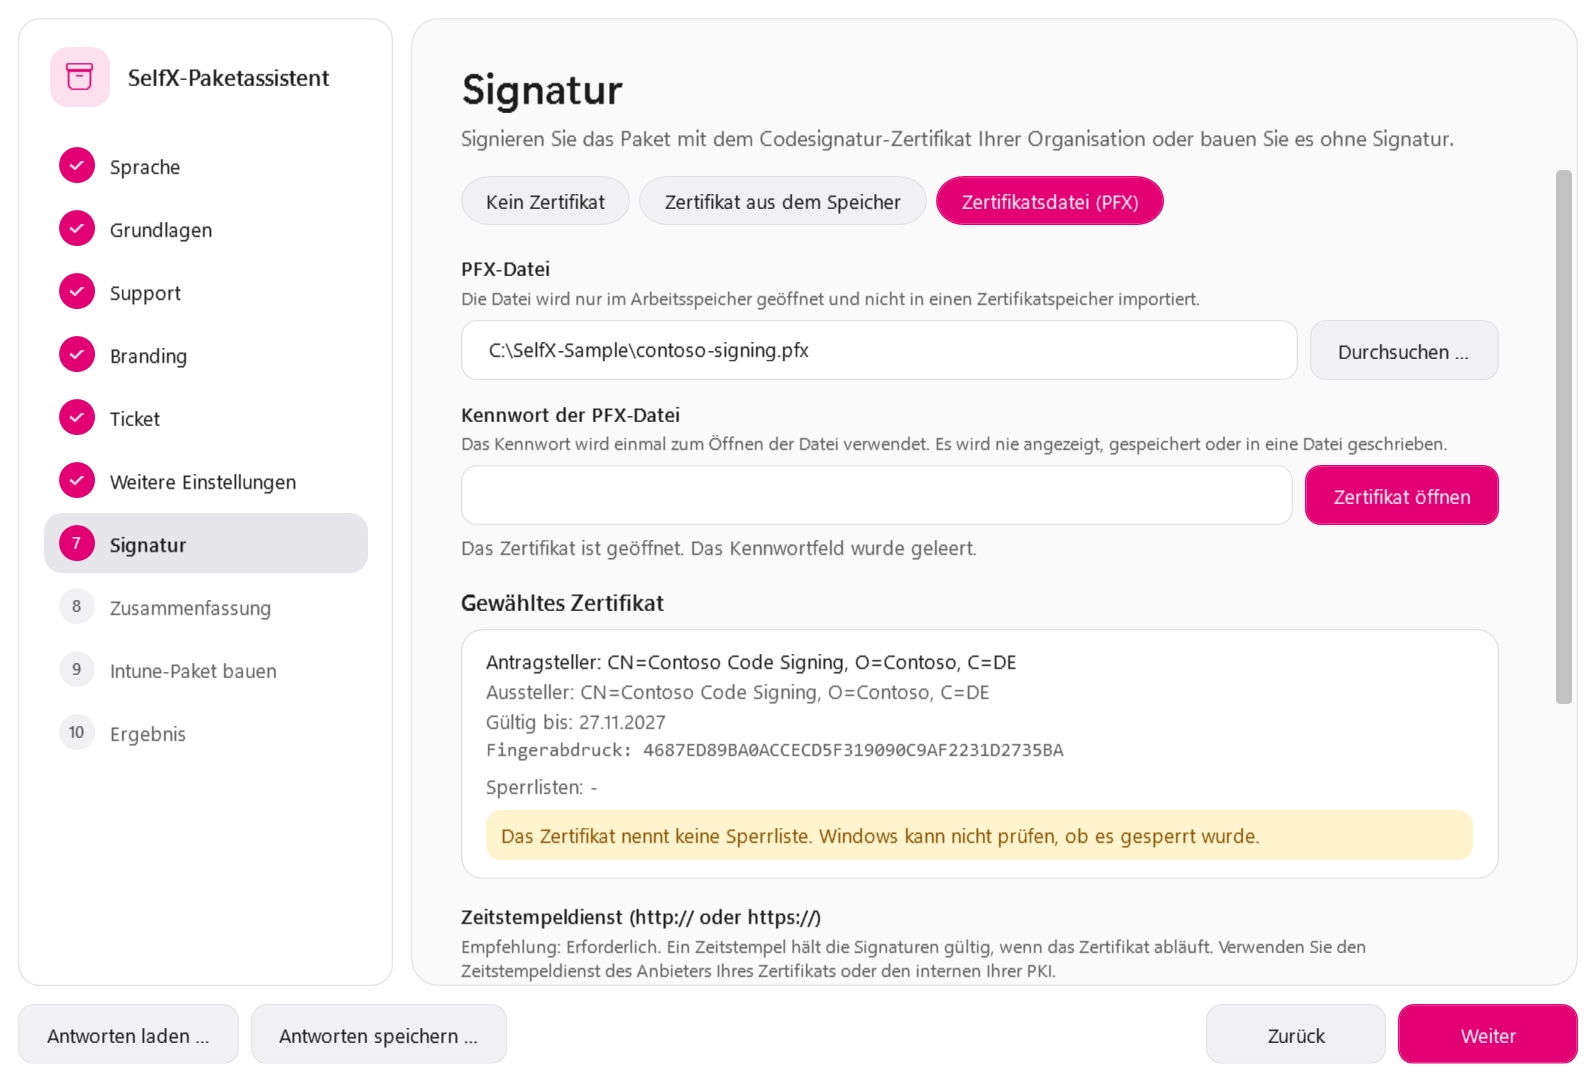 SelfX-Paketassistent
Sprache
Grundlagen
Support
Branding
Ticket
Weitere Einstellungen
7 Signatur
8 Zusammenfassung
9 Intune-Paket bauen
10 Ergebnis
Signatur
Signieren Sie das Paket mit dem Codesignatur-Zertifikat Ihrer Organisation oder bauen Sie es ohne Signatur.
Kein Zertifikat Zertifikat aus dem Speicher Zertifikatsdatei (PFX)
PFX-Datei
Die Datei wird nur im Arbeitsspeicher geöffnet und nicht in einen Zertifikatspeicher importiert.
C:\SelfX-Sample\contoso-signing.pfx Durchsuchen ...
Kennwort der PFX-Datei
Das Kennwort wird einmal zum Öffnen der Datei verwendet. Es wird nie angezeigt, gespeichert oder in eine Datei geschrieben.
Zertifikat öffnen
Das Zertifikat ist geöffnet. Das Kennwortfeld wurde geleert.
Gewähltes Zertifikat
Antragsteller: CN=Contoso Code Signing, O=Contoso, C=DE
Aussteller: CN=Contoso Code Signing, O=Contoso, C=DE
Gültig bis: 27.11.2027
Fingerabdruck: 4687ED89BA0ACCECD5F319090C9AF2231D2735BA
Sperrlisten: -
Das Zertifikat nennt keine Sperrliste. Windows kann nicht prüfen, ob es gesperrt wurde.
Zeitstempeldienst (http:// oder https://)
Empfehlung: Erforderlich. Ein Zeitstempel hält die Signaturen gültig, wenn das Zertifikat abläuft. Verwenden Sie den
Zeitstempeldienst des Anbieters Ihres Zertifikats oder den internen Ihrer PKI.
Antworten laden ... Antworten speichern ... Zurück Weiter